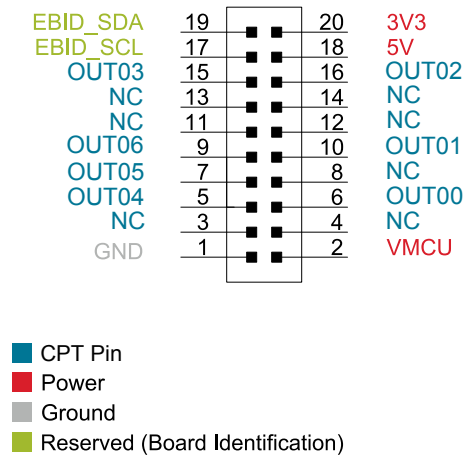 EBID_SDA 19 20 3V3
EBID_SCL 17 18 5V
OUT03 15 16 OUT02
NC 13 14 NC
NC 11 12 NC
OUT06 9 10 OUT01
OUT05 7 8 NC
OUT04 5 6 OUT00
NC 3 4 NC
GND 1 2 VMCU
CPT Pin
Power
Ground
Reserved (Board Identification)